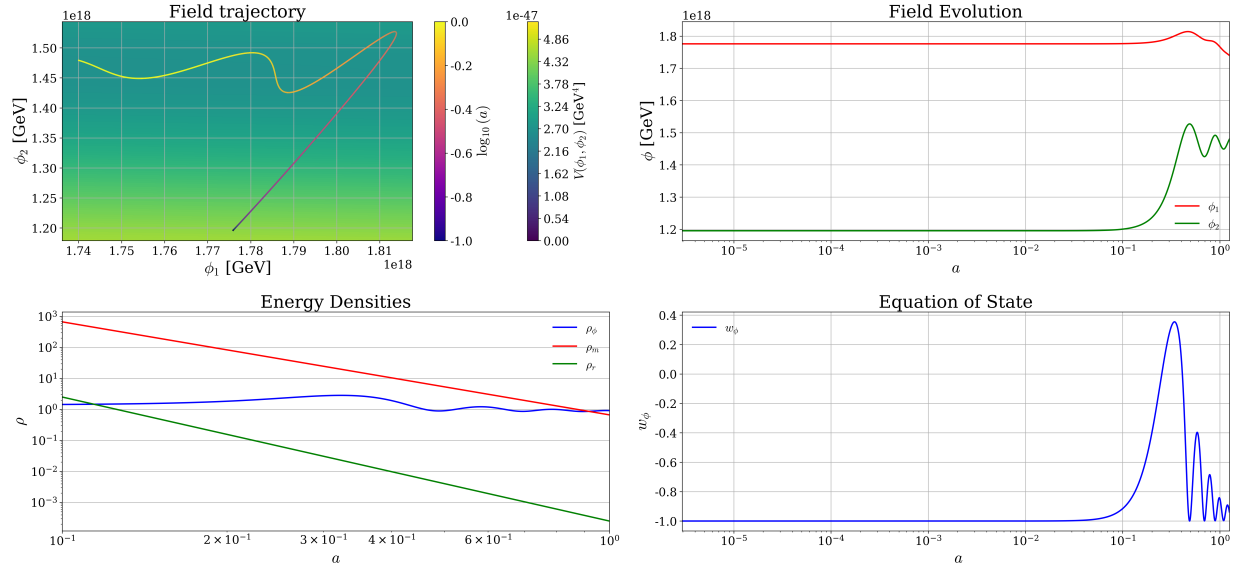 Field trajectory
1e18
1.50
1.45
1.40
1.35
1.30
1.25
1.20
ϕ₂ [GeV]
1.74 1.75 1.76 1.77 1.78 1.79 1.80 1.81
1e18
ϕ₁ [GeV]
0.0
-0.2
-0.4
-0.6
-0.8
-1.0
log₁₀(a)
1e-47
4.86
4.32
3.78
3.24
2.70
2.16
1.62
1.08
0.54
0.00
V(ϕ₁, ϕ₂) [GeV⁴]
Field Evolution
1e18
1.8
1.7
1.6
1.5
1.4
1.3
1.2
ϕ [GeV]
ϕ₁
ϕ₂
10⁻⁵ 10⁻⁴ 10⁻³ 10⁻² 10⁻¹ 10⁰
a
Energy Densities
10³
10²
10¹
10⁰
10⁻¹
10⁻²
10⁻³
ρ
ρ_ϕ
ρ_m
ρ_r
10⁻¹ 2 × 10⁻¹ 3 × 10⁻¹ 4 × 10⁻¹ 6 × 10⁻¹ 10⁰
a
Equation of State
0.4
0.2
0.0
-0.2
-0.4
-0.6
-0.8
-1.0
w_ϕ
w_ϕ
10⁻⁵ 10⁻⁴ 10⁻³ 10⁻² 10⁻¹ 10⁰
a